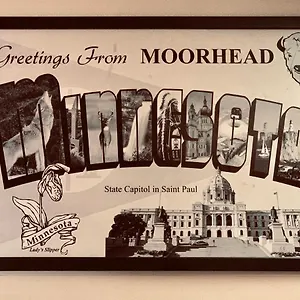 Greetings From MOORHEAD
Minnesota
State Capitol in Saint Paul
Minnesota
Lady's Slipper